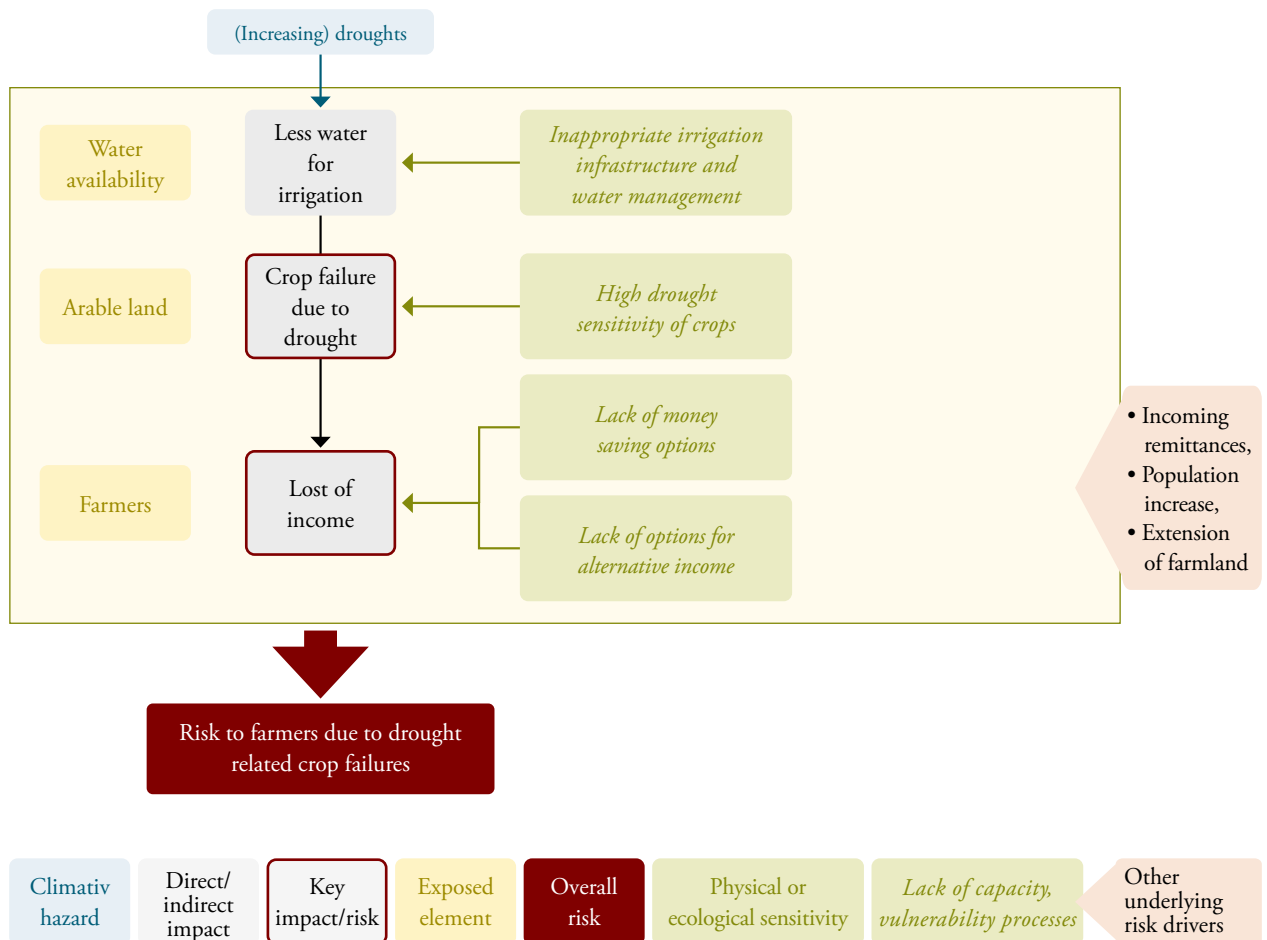 (Increasing) droughts
Water
availability
Less water
for
irrigation
Inappropriate irrigation
infrastructure and
water management
Arable land
Crop failure
due to
drought
High drought
sensitivity of crops
Farmers
Lost of
income
Lack of money
saving options
Lack of options for
alternative income
• Incoming
remittances,
• Population
increase,
• Extension
of farmland
Risk to farmers due to drought
related crop failures
Climativ
hazard
Direct/
indirect
impact
Key
impact/risk
Exposed
element
Overall
risk
Physical or
ecological sensitivity
Lack of capacity,
vulnerability processes
Other
underlying
risk drivers